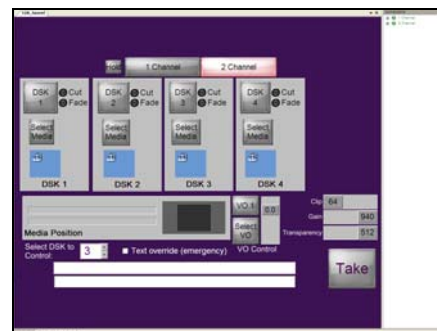 Hold 1 Channel 2 Channel
DSK 1 Cut Fade DSK 2 Cut Fade DSK 3 Cut Fade DSK 4 Cut Fade
Select Media Select Media Select Media Select Media
DSK 1 DSK 2 DSK 3 DSK 4
VO 1 0.0 Clip 64
Select VO Gain 940
Media Position Transparency 512
Select DSK to Control: 3 Text override (emergency) VO Control
Take